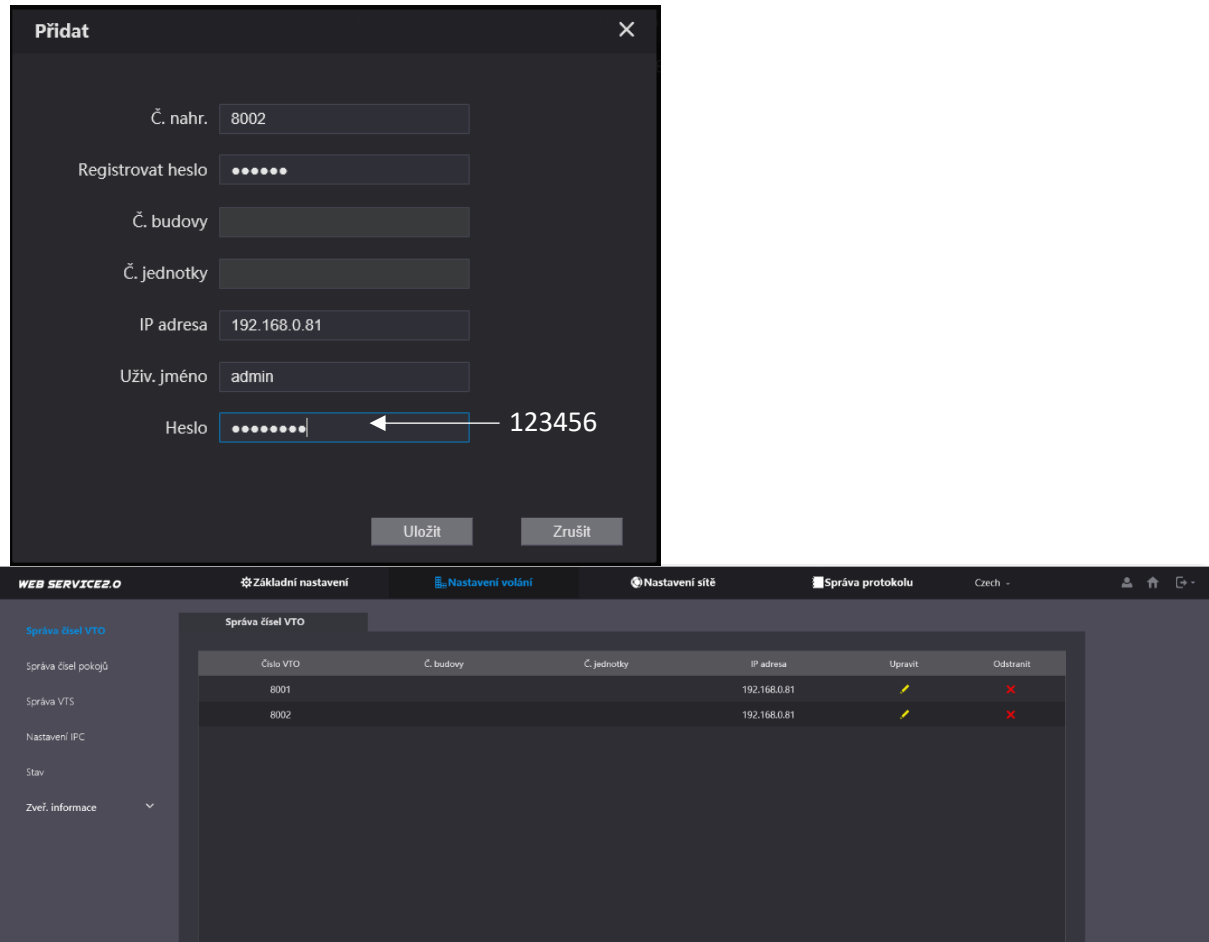 Přidat
Č. nahr. 8002
Registrovat heslo ●●●●●●
Č. budovy
Č. jednotky
IP adresa 192.168.0.81
Uživ. jméno admin
Heslo ●●●●●●●● 123456
Uložit Zrušit
WEB SERVICE2.0 Základní nastavení Nastavení volání Nastavení sítě Správa protokolu Czech
Správa čísel VTO
Správa čísel pokojů
Správa VTS
Nastavení IPC
Stav
Zveř. informace
Správa čísel VTO
Číslo VTO Č. budovy Č. jednotky IP adresa Upravit Odstranit
8001 192.168.0.81
8002 192.168.0.81